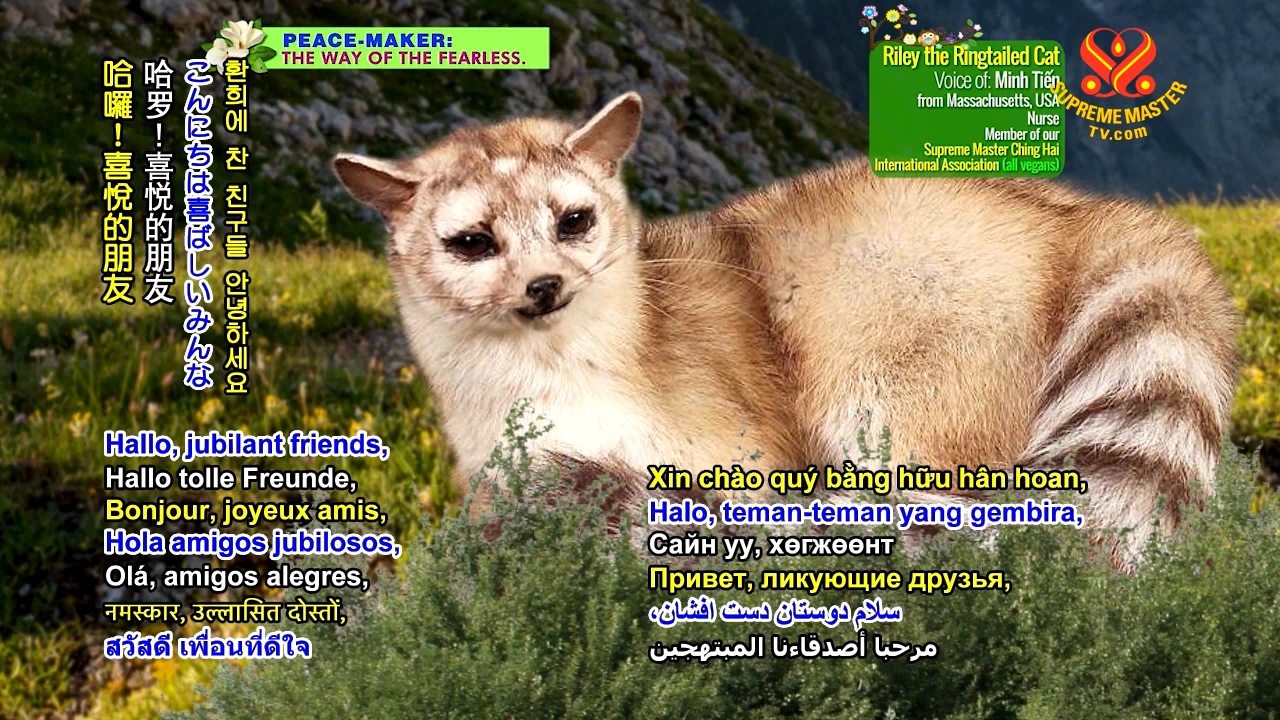 PEACE-MAKER:
THE WAY OF THE FEARLESS.
Riley the Ringtailed Cat
Voice of: Minh Tiến
from Massachusetts, USA
Nurse
Member of our
Supreme Master Ching Hai
International Association (all vegans)
SUPREME MASTER
TV.com
哈囉！喜悅的朋友
哈罗！喜悦的朋友
こんにちは喜ばしいみんな
환희에 찬 친구들 안녕하세요
Hallo, jubilant friends,
Hallo tolle Freunde,
Bonjour, joyeux amis,
Hola amigos jubilosos,
Olá, amigos alegres,
नमस्कार, उल्लासित दोस्तों,
สวัสดี เพื่อนที่ดีใจ
Xin chào quý bằng hữu hân hoan,
Halo, teman-teman yang gembira,
Сайн уу, хөгжөөнт
Привет, ликующие друзья,
سلام دوستان دست افشان،
مرحبا أصدقاءنا المبتهجين